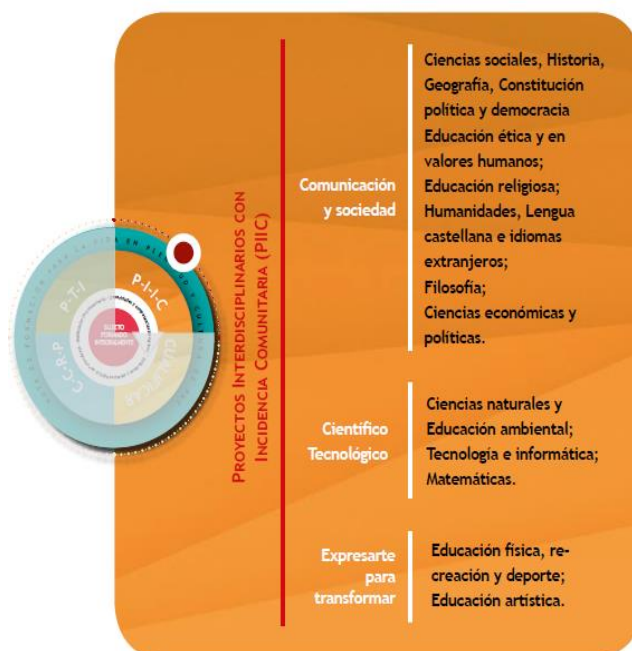 PROYECTOS INTERDISCIPLINARIOS CON
INCIDENCIA COMUNITARIA (PIIC)
Comunicación
y sociedad
Ciencias sociales, Historia,
Geografía, Constitución
política y democracia
Educación ética y en
valores humanos;
Educación religiosa;
Humanidades, Lengua
castellana e idiomas
extranjeros;
Filosofía;
Ciencias económicas y
políticas.
Científico
Tecnológico
Ciencias naturales y
Educación ambiental;
Tecnología e informática;
Matemáticas.
Expresarte
para
transformar
Educación física, re-
creación y deporte;
Educación artística.
P-T-I
P-I-I-C
C-C-R-P
CUALIFICAR
SUJETO
FORMADO
INTEGRALMENTE